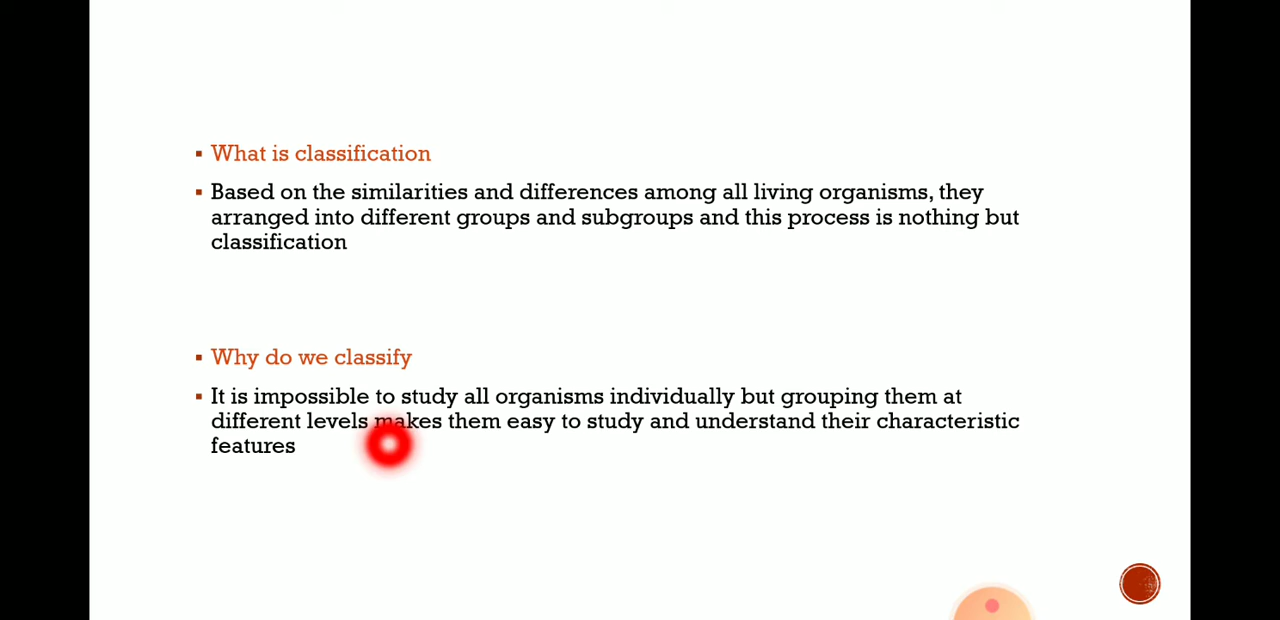 What is classification
Based on the similarities and differences among all living organisms, they
arranged into different groups and subgroups and this process is nothing but
classification
Why do we classify
It is impossible to study all organisms individually but grouping them at
different levels makes them easy to study and understand their characteristic
features